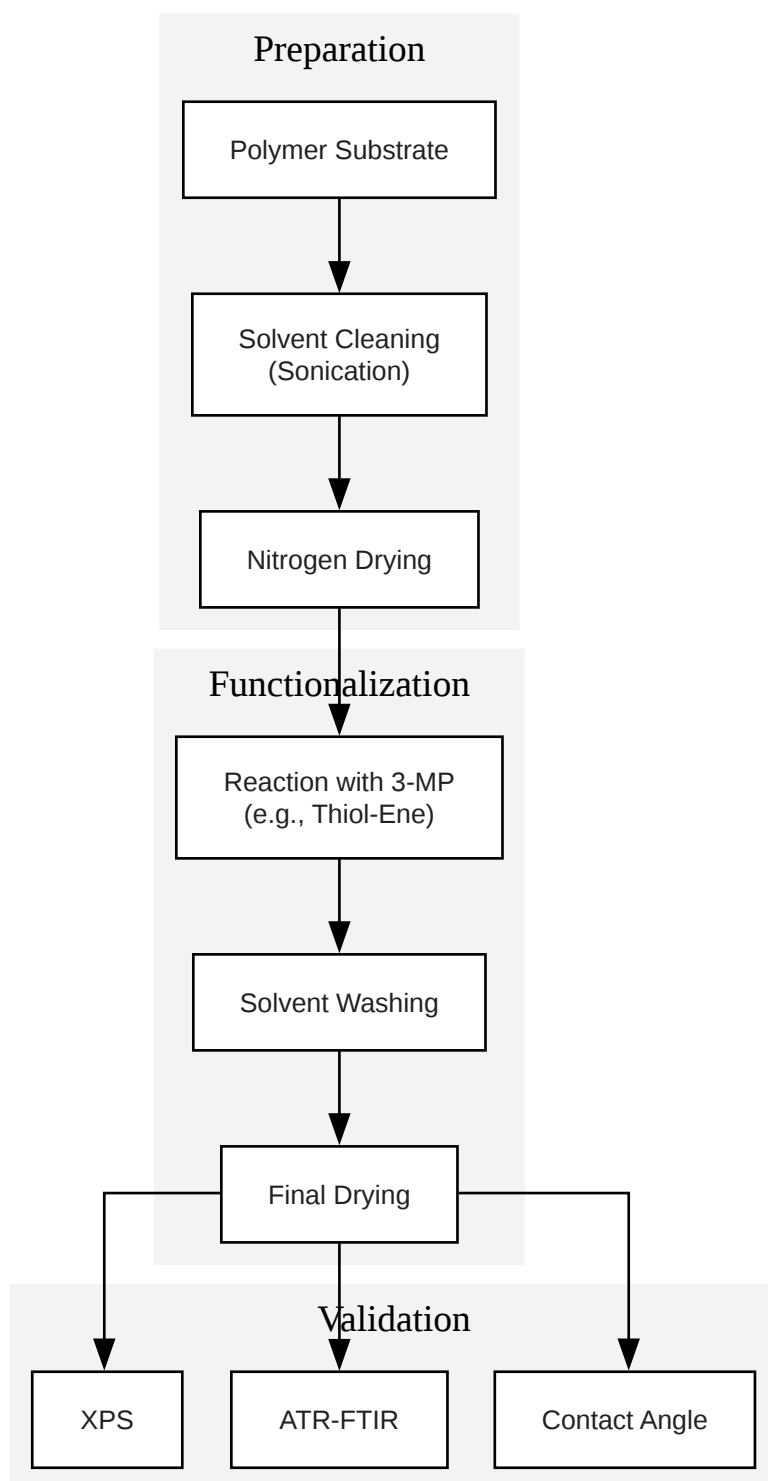 Preparation
Polymer Substrate
Solvent Cleaning
(Sonication)
Nitrogen Drying
Functionalization
Reaction with 3-MP
(e.g., Thiol-Ene)
Solvent Washing
Final Drying
Validation
XPS
ATR-FTIR
Contact Angle